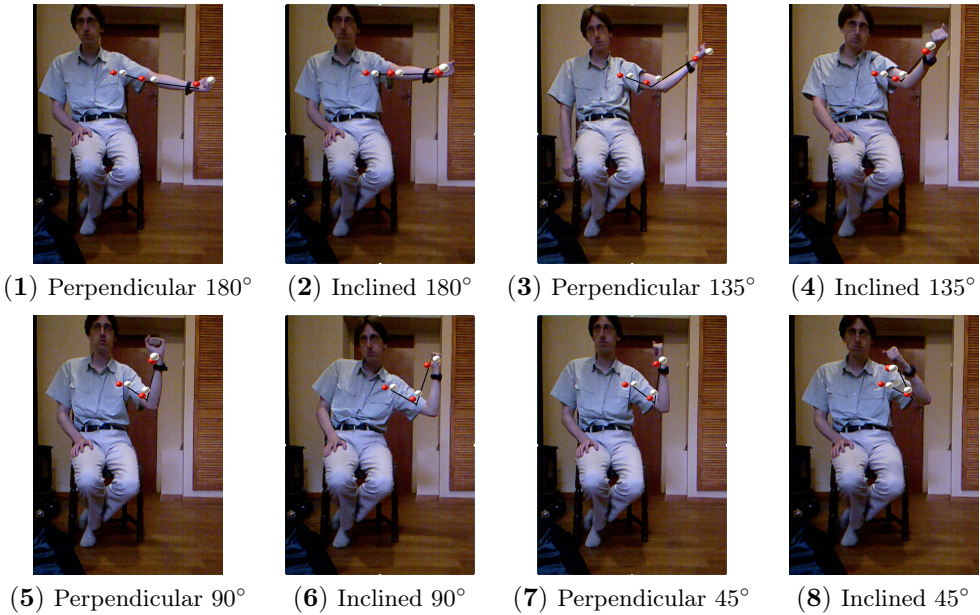 (1) Perpendicular 180°
(2) Inclined 180°
(3) Perpendicular 135°
(4) Inclined 135°
(5) Perpendicular 90°
(6) Inclined 90°
(7) Perpendicular 45°
(8) Inclined 45°